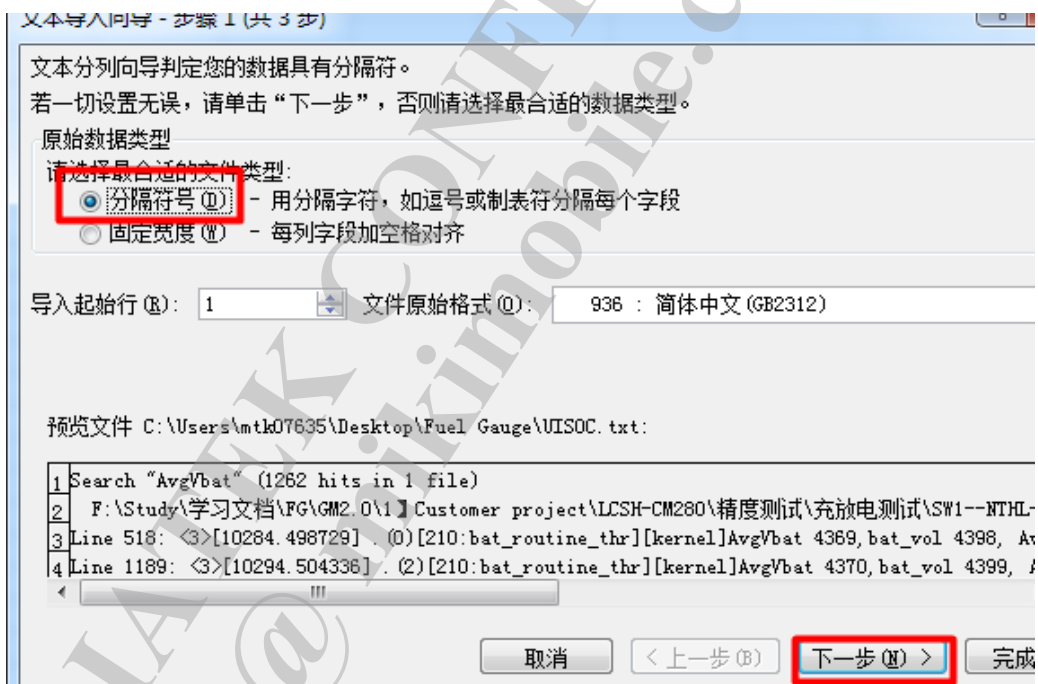 文本导入向导 - 步骤 1 (共 3 步)
文本分列向导判定您的数据具有分隔符。
若一切设置无误，请单击“下一步”，否则请选择最合适的数据类型。
原始数据类型
请选择最合适的文件类型:
分隔符号(D) - 用分隔字符，如逗号或制表符分隔每个字段
固定宽度(W) - 每列字段加空格对齐
导入起始行(R): 1 文件原始格式(O): 936 : 简体中文(GB2312)
预览文件 C:\Users\mtk07635\Desktop\Fuel Gauge\UISOC.txt:
1 Search "AvgVbat" (1262 hits in 1 file)
2 F:\Study\学习文档\FG\GM2.0\1】Customer project\LCSH-CM280\精度测试\充放电测试\SW1--NTHL-
3 Line 518: <3>[10284.498729] .(0)[210:bat_routine_thr][kernel]AvgVbat 4369,bat_vol 4398,
4 Line 1189: <3>[10294.504336] .(2)[210:bat_routine_thr][kernel]AvgVbat 4370,bat_vol 4399,
取消 < 上一步(B) 下一步(N) > 完成
IATEK CONF
@mikimobile.c